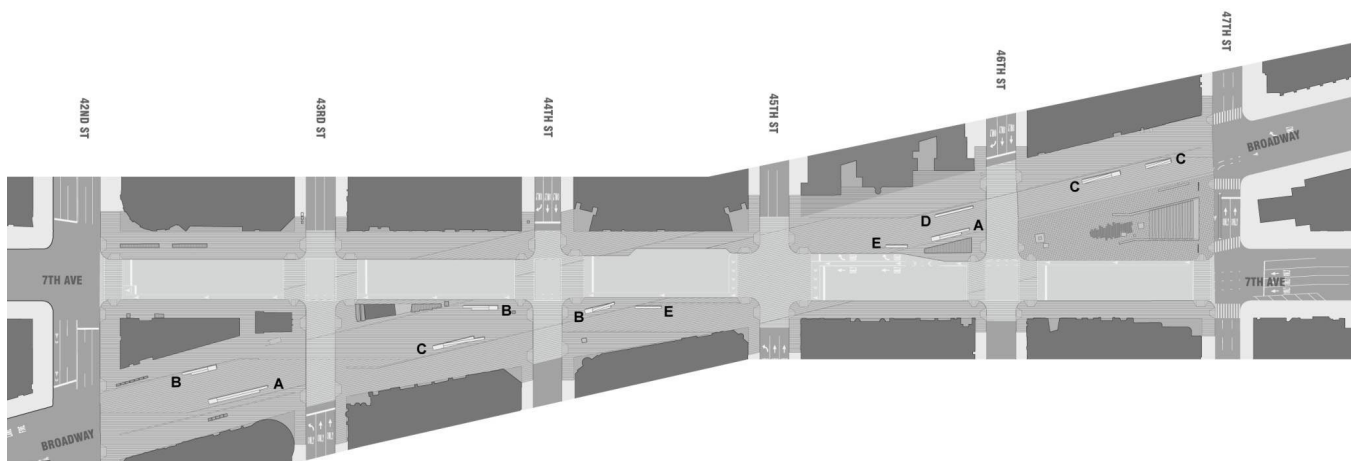 47TH ST
46TH ST
42ND ST
43RD ST
44TH ST
45TH ST
BROADWAY
C
C
D
A
E
7TH AVE
7TH AVE
B
B
E
C
B
A
BROADWAY